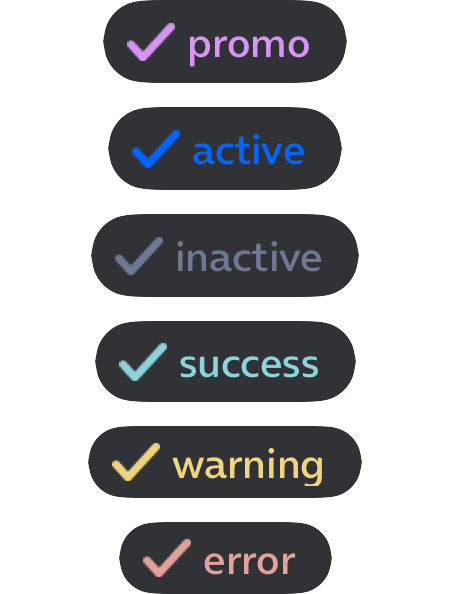 promo
active
inactive
success
warning
error